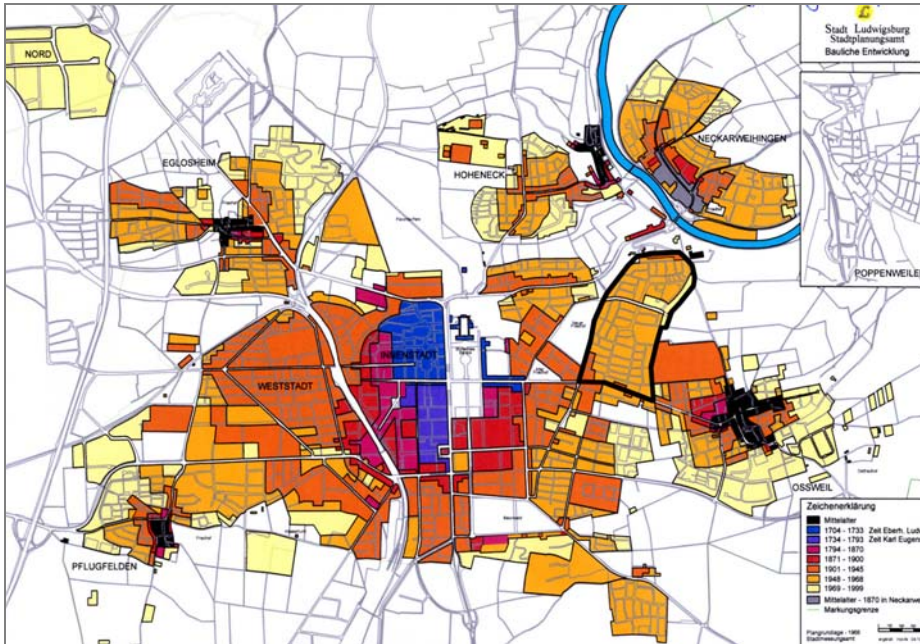 Stadt Ludwigsburg
Stadtplanungsamt
Bauliche Entwicklung
NORD
EGLOSHEIM
HOHENECK
NECKARWEIHINGEN
POPPENWEILER
INNENSTADT
WESTSTADT
OSSWEIL
PFLUGFELDEN
Zeichenerklärung
Mittelalter
1704 - 1733 Zeit Eberh. Lud
1734 - 1793 Zeit Karl Eugen
1794 - 1870
1871 - 1900
1901 - 1945
1948 - 1968
1969 - 1999
Mittelalter - 1870 in Neckarwe
Markungsgrenze
Stadtmessungsamt